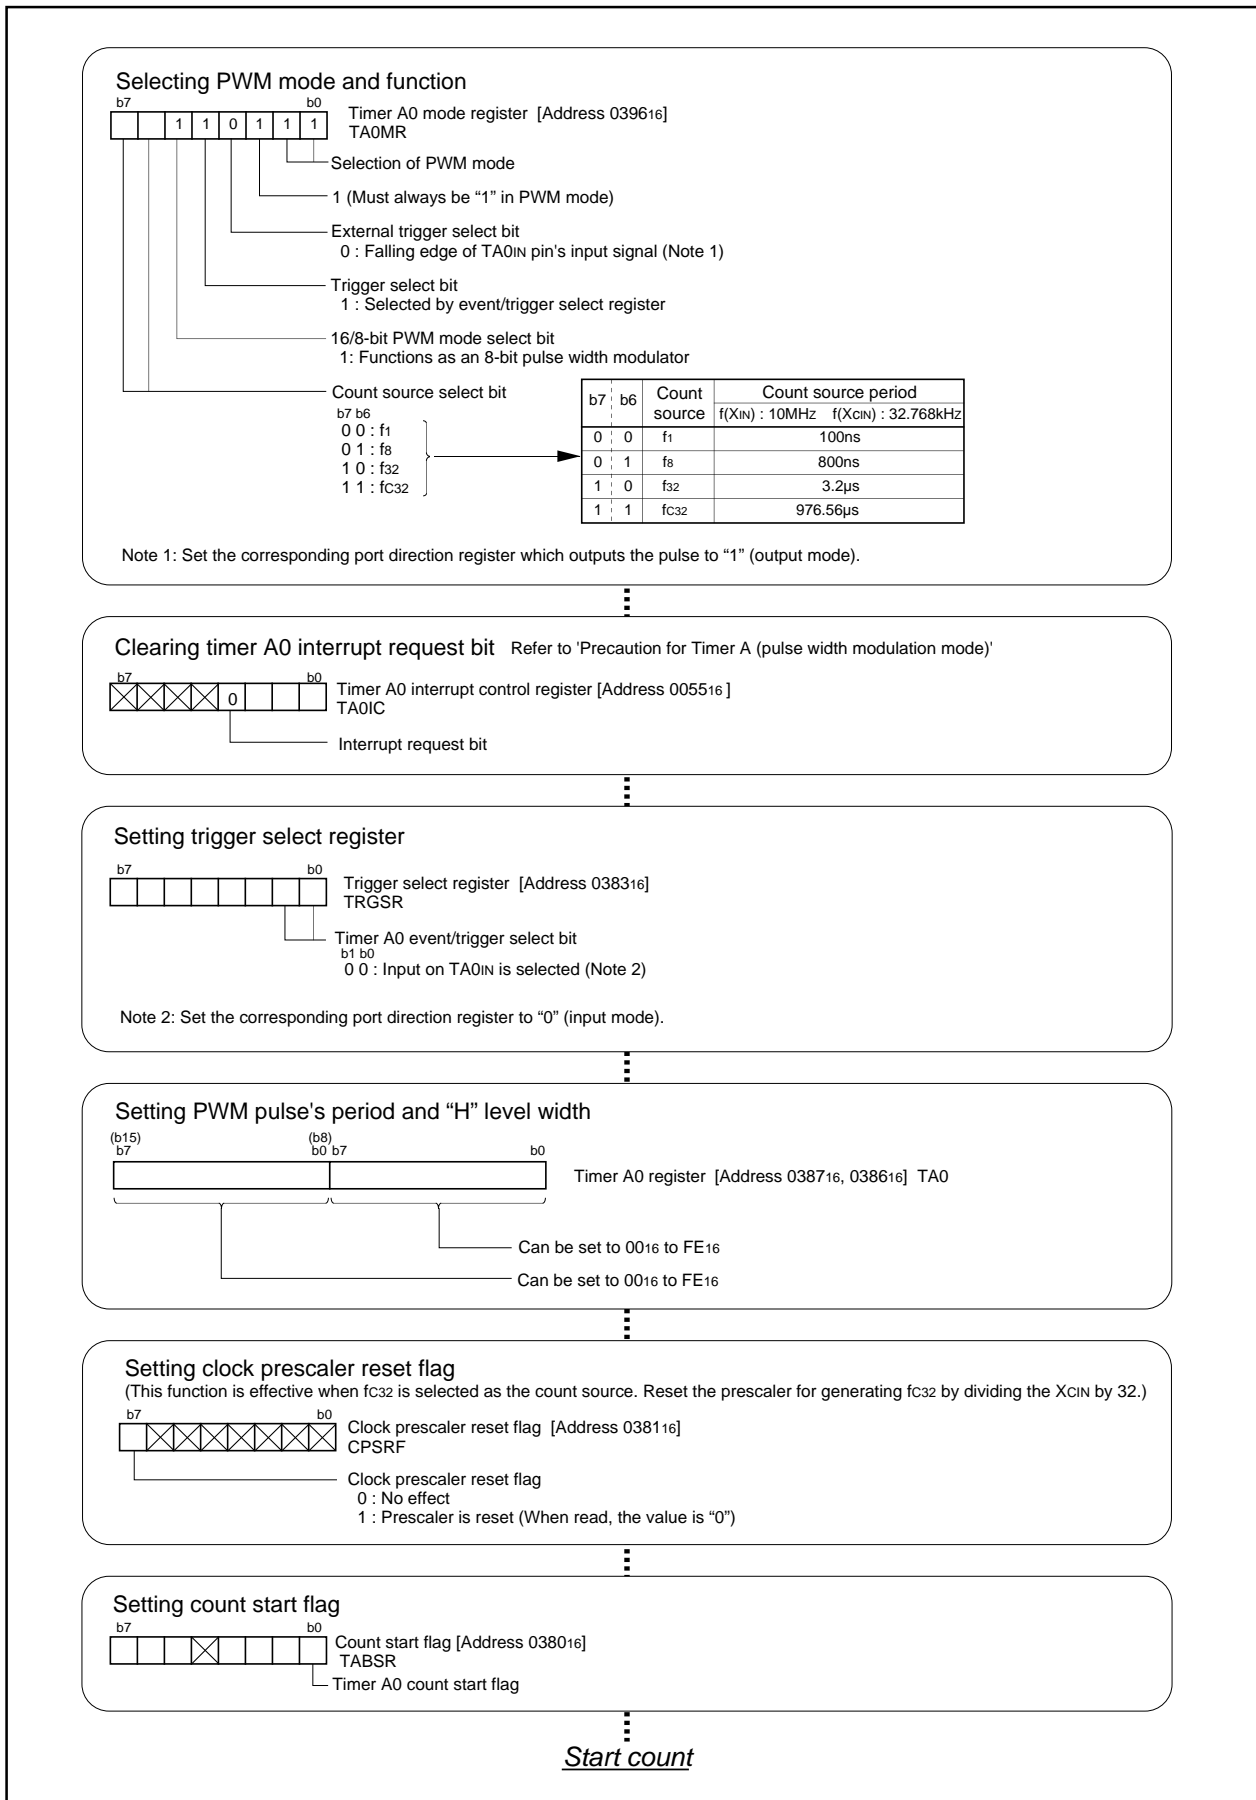 Selecting PWM mode and function
b7 b0
1 1 0 1 1 1
Timer A0 mode register [Address 039616]
TA0MR
Selection of PWM mode
1 (Must always be “1” in PWM mode)
External trigger select bit
0 : Falling edge of TA0IN pin's input signal (Note 1)
Trigger select bit
1 : Selected by event/trigger select register
16/8-bit PWM mode select bit
1: Functions as an 8-bit pulse width modulator
Count source select bit
b7 b6
0 0 : f1
0 1 : f8
1 0 : f32
1 1 : fC32
b7 b6 Count source Count source period
f(XIN) : 10MHz f(XCIN) : 32.768kHz
0 0 f1 100ns
0 1 f8 800ns
1 0 f32 3.2µs
1 1 fC32 976.56µs
Note 1: Set the corresponding port direction register which outputs the pulse to “1” (output mode).
Clearing timer A0 interrupt request bit Refer to 'Precaution for Timer A (pulse width modulation mode)'
b7 b0
0
Timer A0 interrupt control register [Address 005516 ]
TA0IC
Interrupt request bit
Setting trigger select register
b7 b0
Trigger select register [Address 038316]
TRGSR
Timer A0 event/trigger select bit
b1 b0
0 0 : Input on TA0IN is selected (Note 2)
Note 2: Set the corresponding port direction register to “0” (input mode).
Setting PWM pulse's period and “H” level width
(b15) (b8)
b7 b0 b7 b0
Timer A0 register [Address 038716, 038616] TA0
Can be set to 0016 to FE16
Can be set to 0016 to FE16
Setting clock prescaler reset flag
(This function is effective when fC32 is selected as the count source. Reset the prescaler for generating fC32 by dividing the XCIN by 32.)
b7 b0
Clock prescaler reset flag [Address 038116]
CPSRF
Clock prescaler reset flag
0 : No effect
1 : Prescaler is reset (When read, the value is “0”)
Setting count start flag
b7 b0
Count start flag [Address 038016]
TABSR
Timer A0 count start flag
Start count